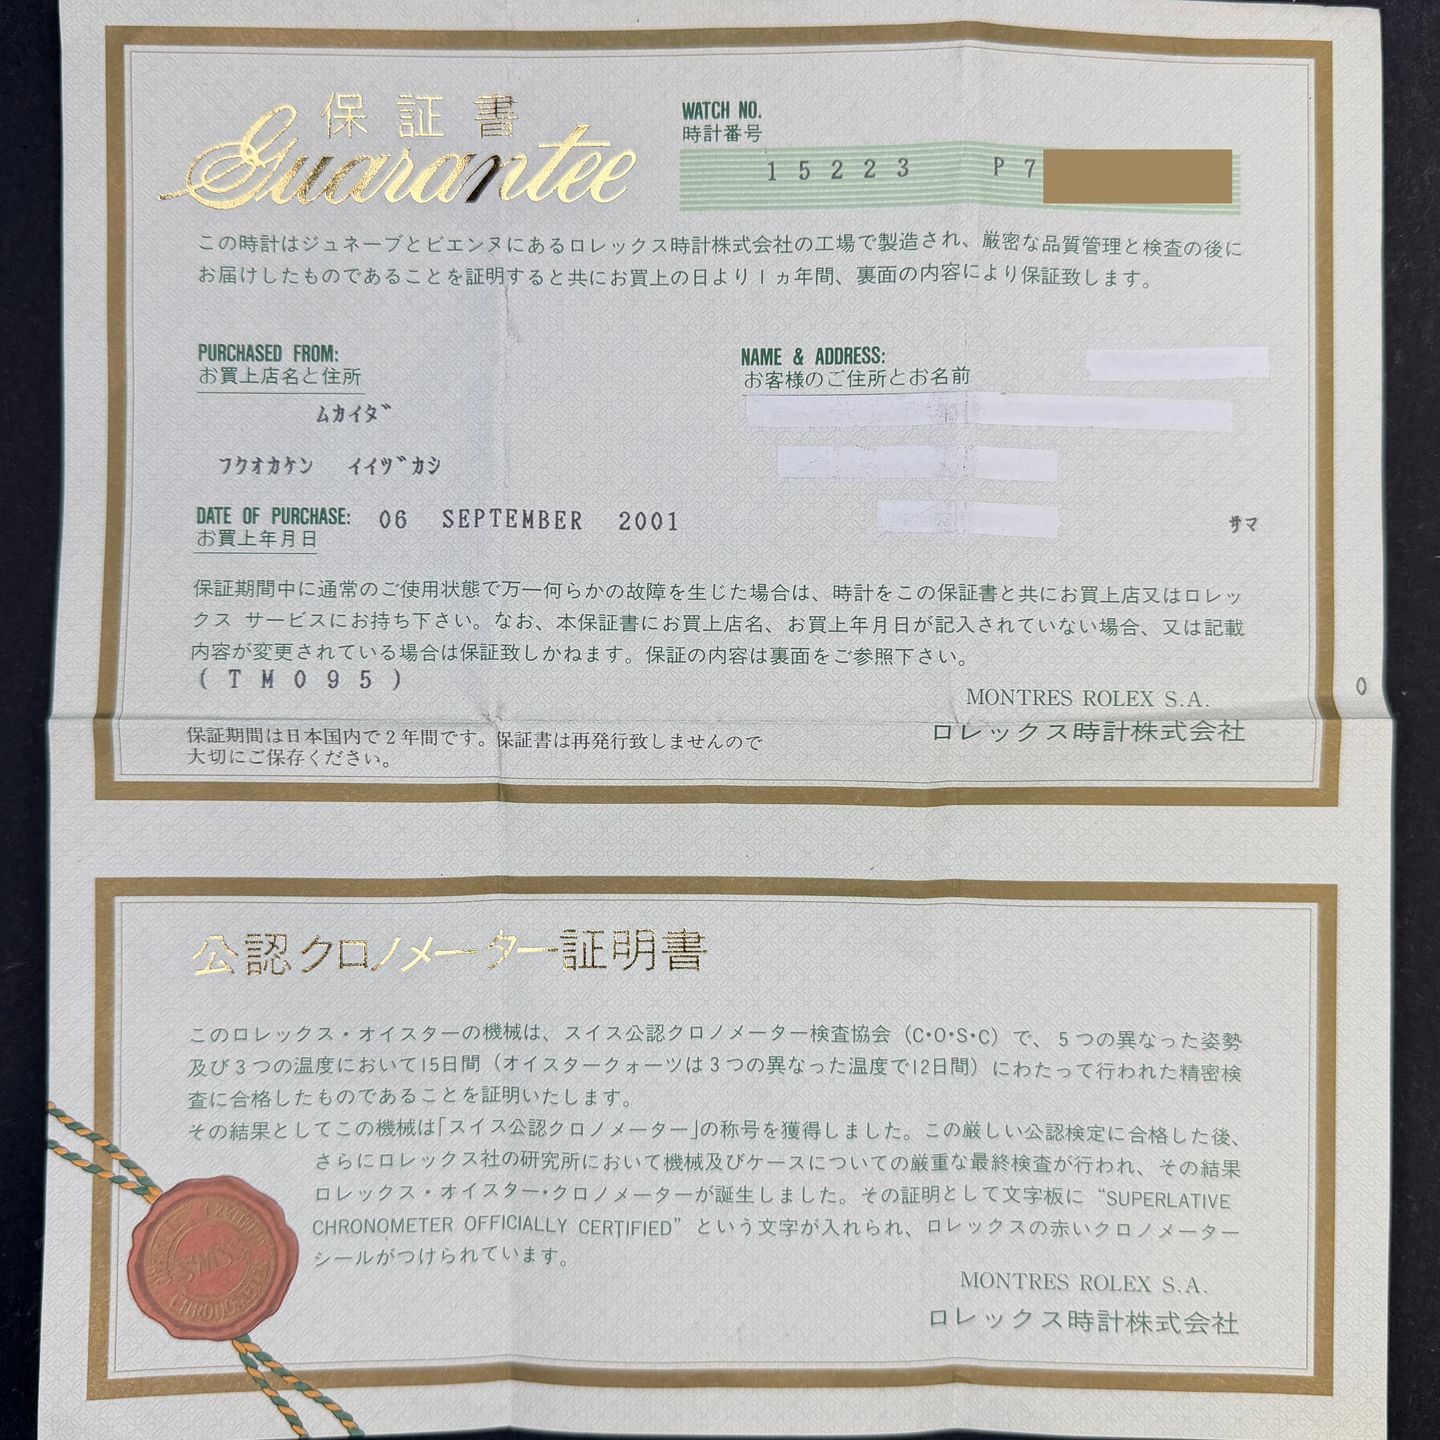 保証書
Guarantee
WATCH NO.
時計番号
15223 P7
この時計はジュネーブとビエンヌにあるロレックス時計株式会社の工場で製造され、厳密な品質管理と検査の後に
お届けしたものであることを証明すると共にお買上の日より1ヵ年間、裏面の内容により保証致します。
PURCHASED FROM:
お買上店名と住所
ムカイダ
フクオカケン イイヅカシ
NAME & ADDRESS:
お客様のご住所とお名前
DATE OF PURCHASE: 06 SEPTEMBER 2001
お買上年月日
サマ
保証期間中に通常のご使用状態で万一何らかの故障を生じた場合は、時計をこの保証書と共にお買上店又はロレッ
クス サービスにお持ち下さい。なお、本保証書にお買上店名、お買上年月日が記入されていない場合、又は記載
内容が変更されている場合は保証致しかねます。保証の内容は裏面をご参照下さい。
(TM095)
0
MONTRES ROLEX S.A.
ロレックス時計株式会社
保証期間は日本国内で2年間です。保証書は再発行致しませんので
大切にご保存ください。
公認クロノメーター証明書
このロレックス・オイスターの機械は、スイス公認クロノメーター検査協会（C・O・S・C）で、5つの異なった姿勢
及び3つの温度において15日間（オイスタークォーツは3つの異なった温度で12日間）にわたって行われた精密検
査に合格したものであることを証明いたします。
その結果としてこの機械は「スイス公認クロノメーター」の称号を獲得しました。この厳しい公認検定に合格した後、
さらにロレックス社の研究所において機械及びケースについての厳重な最終検査が行われ、その結果
ロレックス・オイスター・クロノメーターが誕生しました。その証明として文字板に“SUPERLATIVE
CHRONOMETER OFFICIALLY CERTIFIED”という文字が入れられ、ロレックスの赤いクロノメーター
シールがつけられています。
MONTRES ROLEX S.A.
ロレックス時計株式会社